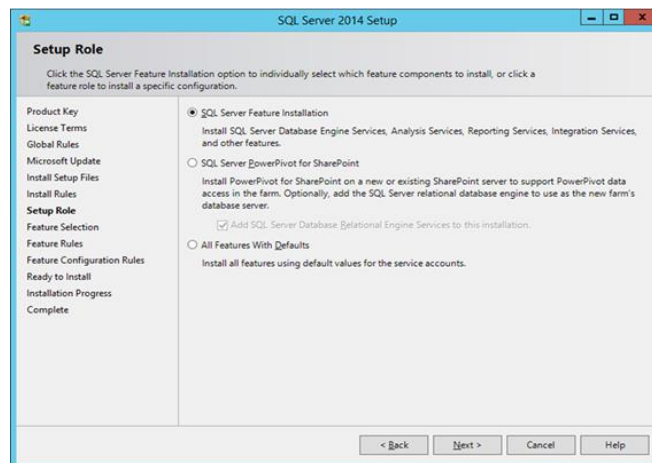 SQL Server 2014 Setup
Setup Role
Click the SQL Server Feature Installation option to individually select which feature components to install, or click a
feature role to install a specific configuration.
Product Key
License Terms
Global Rules
Microsoft Update
Install Setup Files
Install Rules
Setup Role
Feature Selection
Feature Rules
Feature Configuration Rules
Ready to Install
Installation Progress
Complete
SQL Server Feature Installation
Install SQL Server Database Engine Services, Analysis Services, Reporting Services, Integration Services,
and other features.
SQL Server PowerPivot for SharePoint
Install PowerPivot for SharePoint on a new or existing SharePoint server to support PowerPivot data
access in the farm. Optionally, add the SQL Server relational database engine to use as the new farm's
database server.
Add SQL Server Database Relational Engine Services to this installation.
All Features With Defaults
Install all features using default values for the service accounts.
< Back
Next >
Cancel
Help